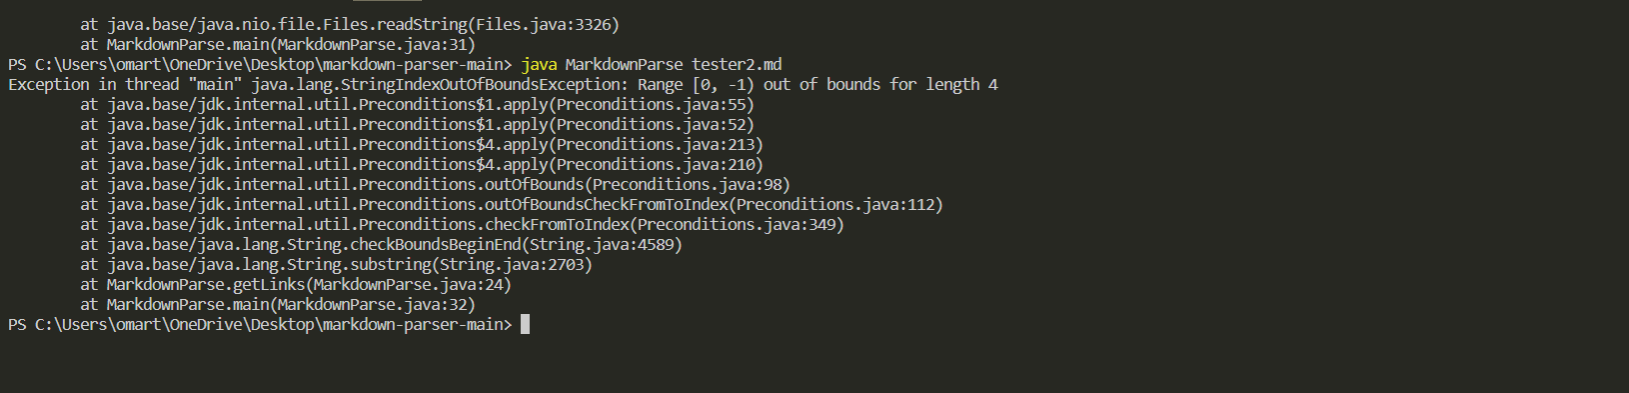 at java.base/java.nio.file.Files.readString(Files.java:3326)
at MarkdownParse.main(MarkdownParse.java:31)
PS C:\Users\omart\OneDrive\Desktop\markdown-parser-main> java MarkdownParse tester2.md
Exception in thread "main" java.lang.StringIndexOutOfBoundsException: Range [0, -1) out of bounds for length 4
at java.base/jdk.internal.util.Preconditions$1.apply(Preconditions.java:55)
at java.base/jdk.internal.util.Preconditions$1.apply(Preconditions.java:52)
at java.base/jdk.internal.util.Preconditions$4.apply(Preconditions.java:213)
at java.base/jdk.internal.util.Preconditions$4.apply(Preconditions.java:210)
at java.base/jdk.internal.util.Preconditions.outOfBounds(Preconditions.java:98)
at java.base/jdk.internal.util.Preconditions.outOfBoundsCheckFromToIndex(Preconditions.java:112)
at java.base/jdk.internal.util.Preconditions.checkFromToIndex(Preconditions.java:349)
at java.base/java.lang.String.checkBoundsBeginEnd(String.java:4589)
at java.base/java.lang.String.substring(String.java:2703)
at MarkdownParse.getLinks(MarkdownParse.java:24)
at MarkdownParse.main(MarkdownParse.java:32)
PS C:\Users\omart\OneDrive\Desktop\markdown-parser-main>